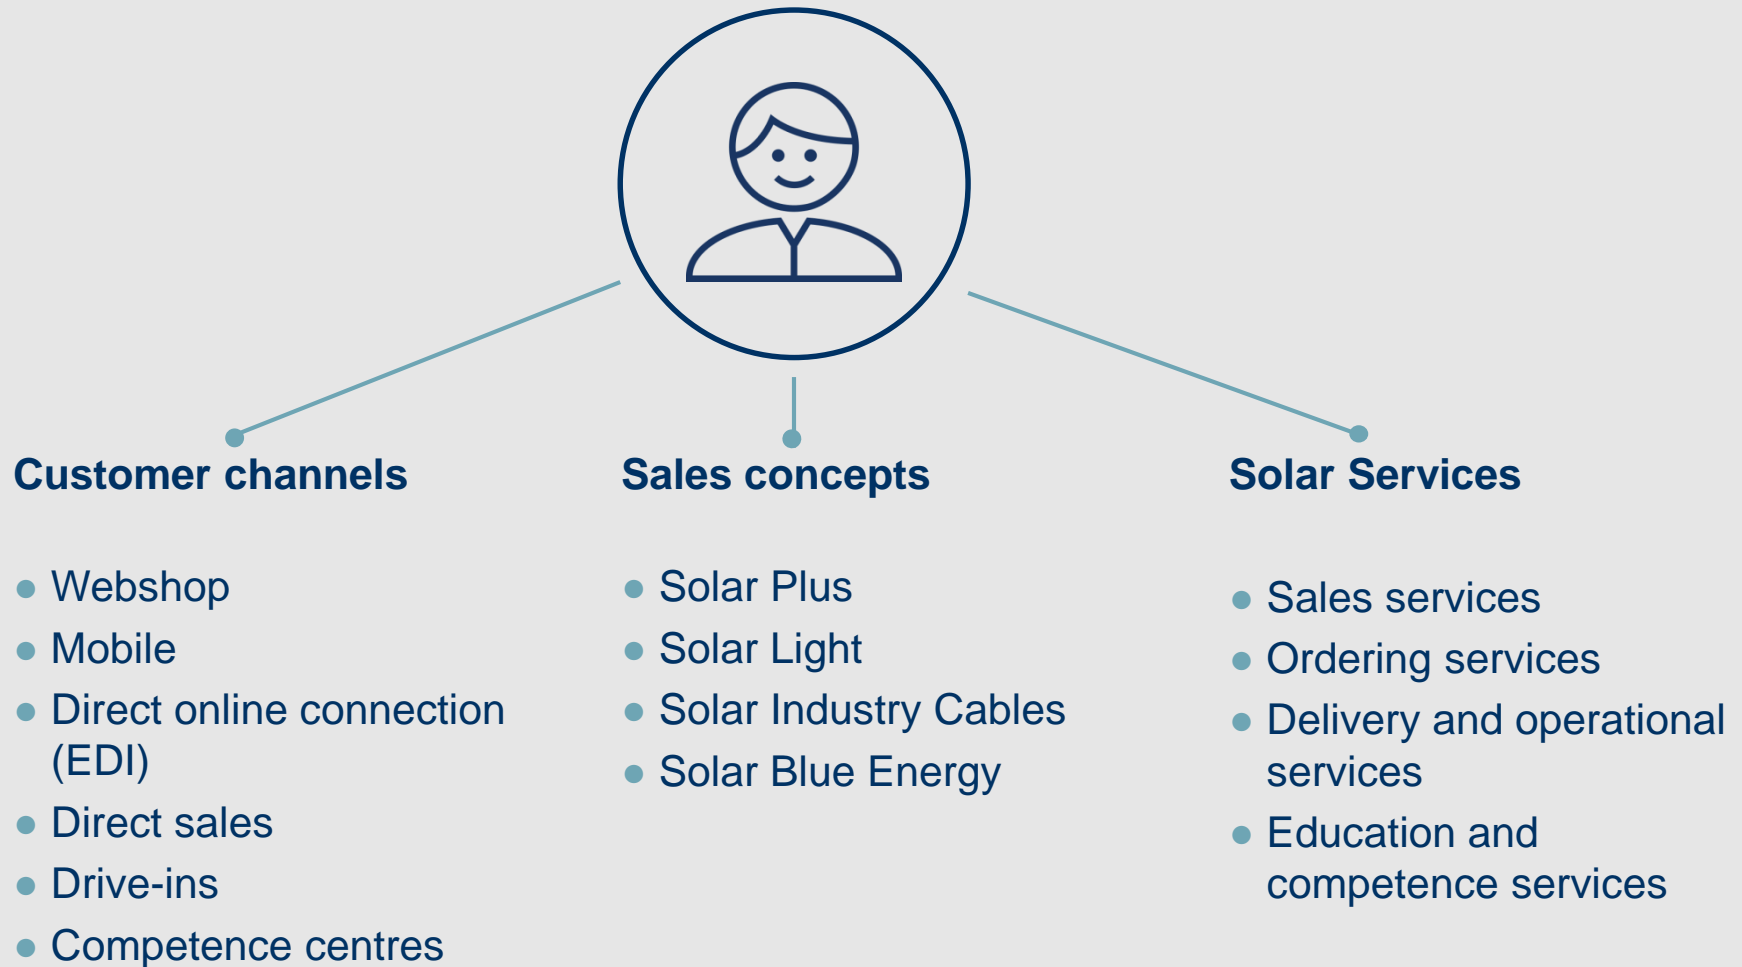 Customer channels
Webshop
Mobile
Direct online connection
(EDI)
Direct sales
Drive-ins
Competence centres
Sales concepts
Solar Plus
Solar Light
Solar Industry Cables
Solar Blue Energy
Solar Services
Sales services
Ordering services
Delivery and operational
services
Education and
competence services